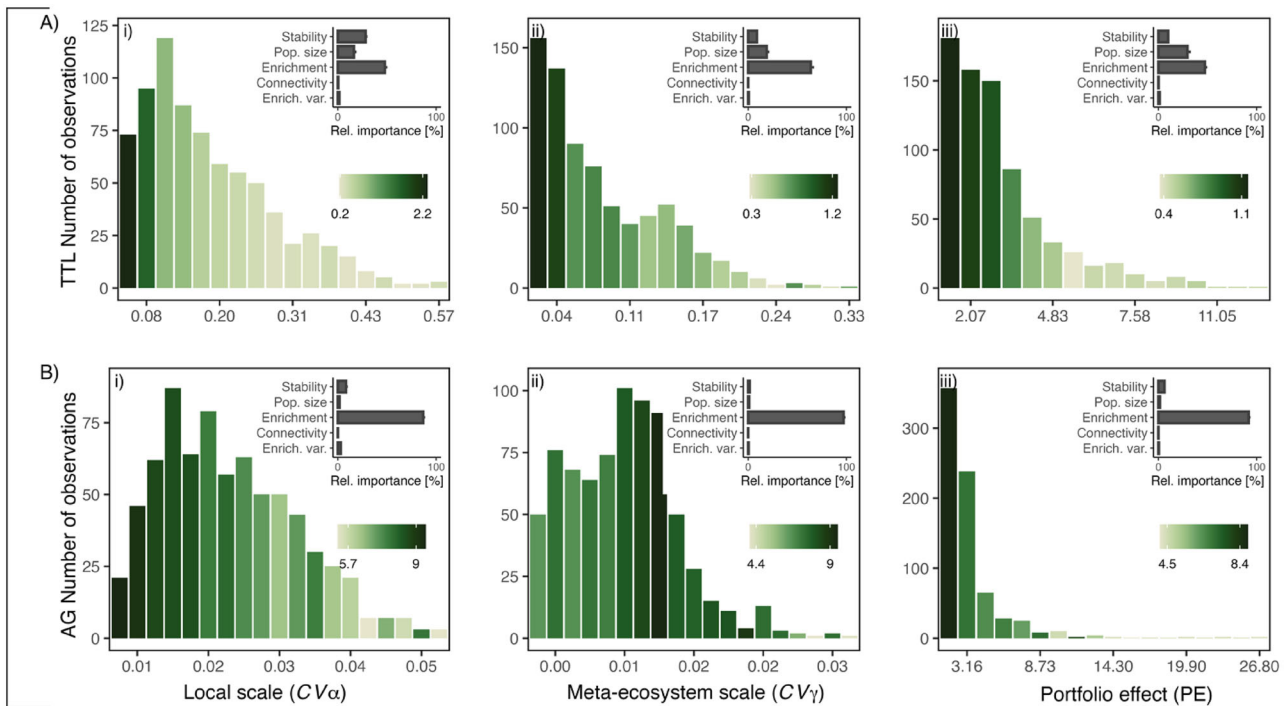 A)
i)
TTL Number of observations
125
100
75
50
25
0
0.08 0.20 0.31 0.43 0.57
Stability
Pop. size
Enrichment
Connectivity
Enrich. var.
0 100
Rel. importance [%]
0.2 2.2
ii)
150
100
50
0
0.04 0.11 0.17 0.24 0.33
Stability
Pop. size
Enrichment
Connectivity
Enrich. var.
0 100
Rel. importance [%]
0.3 1.2
iii)
150
100
50
0
2.07 4.83 7.58 11.05
Stability
Pop. size
Enrichment
Connectivity
Enrich. var.
0 100
Rel. importance [%]
0.4 1.1
B)
i)
AG Number of observations
75
50
25
0
0.01 0.02 0.03 0.04 0.05
Local scale (CVα)
Stability
Pop. size
Enrichment
Connectivity
Enrich. var.
0 100
Rel. importance [%]
5.7 9
ii)
100
75
50
25
0
0.00 0.01 0.02 0.02 0.03
Meta-ecosystem scale (CVγ)
Stability
Pop. size
Enrichment
Connectivity
Enrich. var.
0 100
Rel. importance [%]
4.4 9
iii)
300
200
100
0
3.16 8.73 14.30 19.90 26.80
Portfolio effect (PE)
Stability
Pop. size
Enrichment
Connectivity
Enrich. var.
0 100
Rel. importance [%]
4.5 8.4